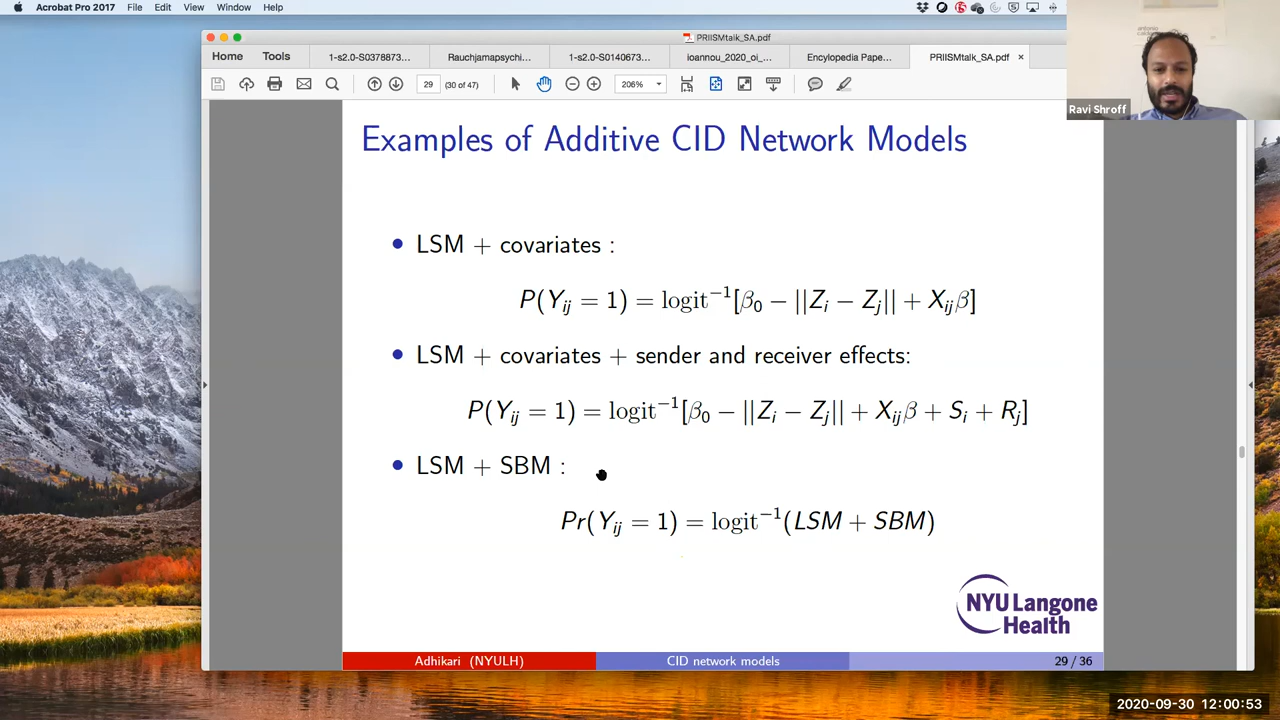 Acrobat Pro 2017 File Edit View Window Help
PRIISMtalk_SA.pdf
Home Tools 1-s2.0-S0378873... Rauchjamapsychi... 1-s2.0-S0140673... ioannou_2020_oi_... Encylopedia Pape... PRIISMtalk_SA.pdf ×
29 (30 of 47) 206%
Ravi Shroff
Examples of Additive CID Network Models
• LSM + covariates :
P(Y_ij = 1) = logit⁻¹[β₀ − ||Z_i − Z_j|| + X_ijβ]
• LSM + covariates + sender and receiver effects:
P(Y_ij = 1) = logit⁻¹[β₀ − ||Z_i − Z_j|| + X_ijβ + S_i + R_j]
• LSM + SBM :
Pr(Y_ij = 1) = logit⁻¹(LSM + SBM)
NYU Langone
Health
Adhikari (NYULH) CID network models 29 / 36
2020-09-30 12:00:53